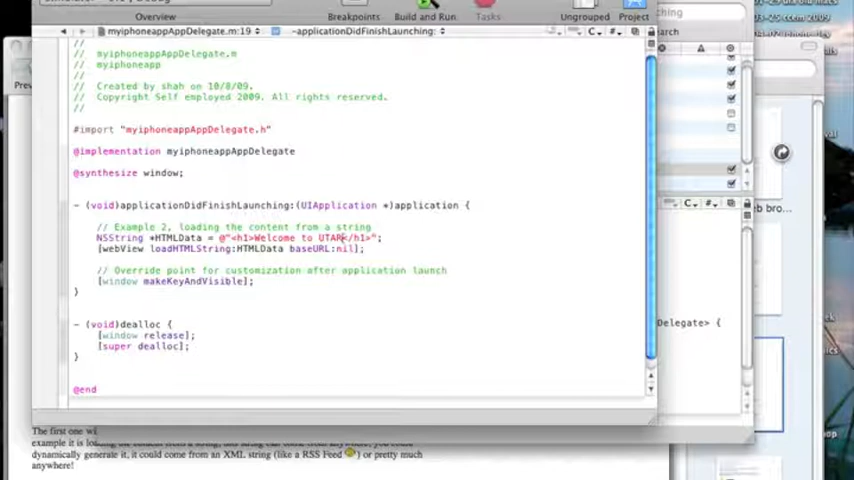 Overview
Breakpoints
Build and Run
Tasks
Ungrouped
Project
myiphoneappAppDelegate.m:19
-applicationDidFinishLaunching:
//
// myiphoneappAppDelegate.m
// myiphoneapp
//
// Created by shah on 10/8/09.
// Copyright Self employed 2009. All rights reserved.
//
#import "myiphoneappAppDelegate.h"
@implementation myiphoneappAppDelegate
@synthesize window;
- (void)applicationDidFinishLaunching:(UIApplication *)application {
// Example 2, loading the content from a string
NSString *HTMLData = @"<h1>Welcome to UTAR</h1>";
[webView loadHTMLString:HTMLData baseURL:nil];
// Override point for customization after application launch
[window makeKeyAndVisible];
}
- (void)dealloc {
[window release];
[super dealloc];
}
@end
Delegate> {
The first one wi
dynamically generate it, it could come from an XML string (like a RSS Feed ) or pretty much
anywhere!